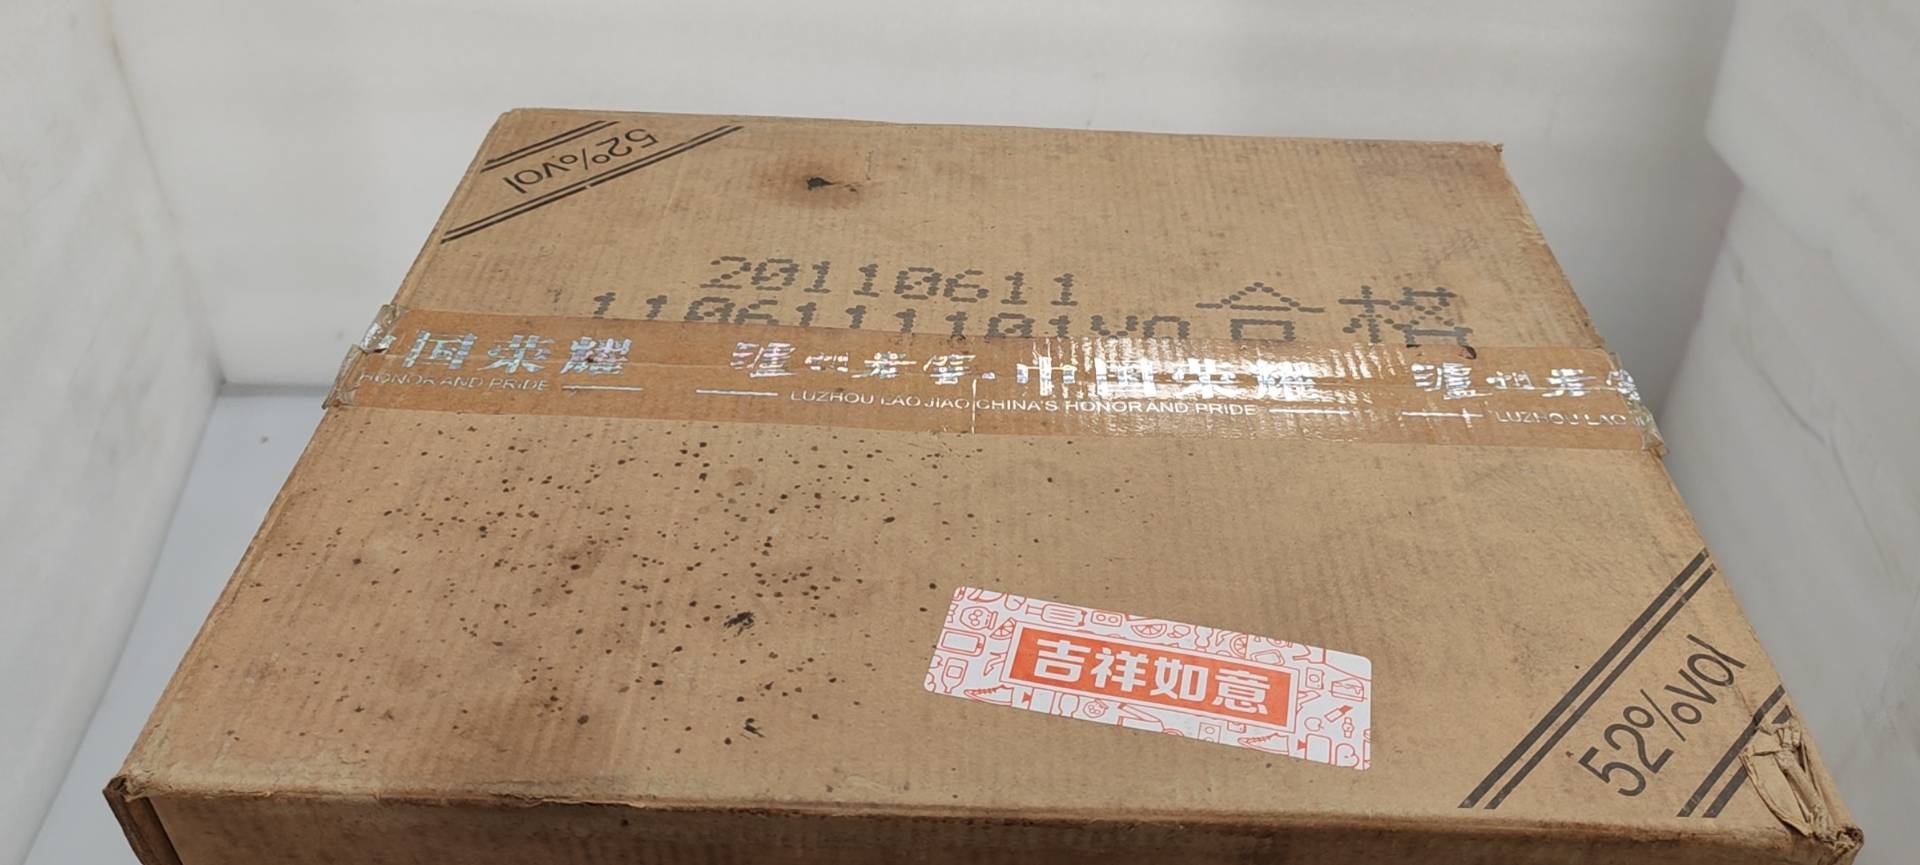 52%vol
20110611
1106111101Y0 合格
国荣耀 泸州老窖·中国荣耀 泸州老窖
HONOR AND PRIDE LUZHOU LAO JIAO CHINA'S HONOR AND PRIDE LUZHOU LAO
吉祥如意
52%vol